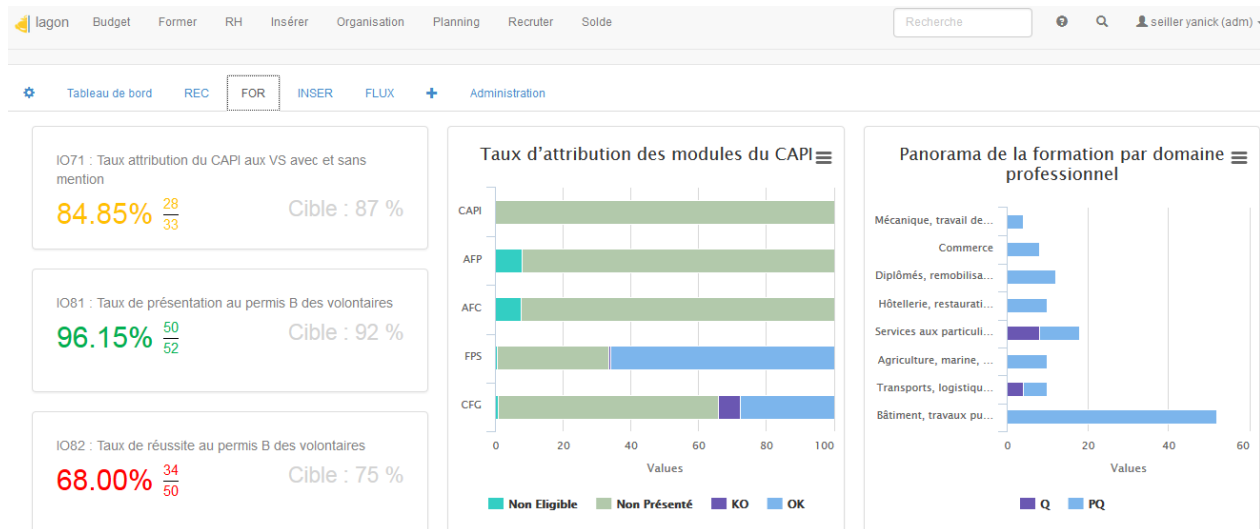 lagon Budget Former RH Insérer Organisation Planning Recruter Solde Recherche seiller yanick (adm)
Tableau de bord REC FOR INSER FLUX Administration
IO71 : Taux attribution du CAPI aux VS avec et sans
mention
84.85% 28/33 Cible : 87 %
IO81 : Taux de présentation au permis B des volontaires
96.15% 50/52 Cible : 92 %
IO82 : Taux de réussite au permis B des volontaires
68.00% 34/50 Cible : 75 %
Taux d'attribution des modules du CAPI
CAPI
AFP
AFC
FPS
CFG
0 20 40 60 80 100
Values
Non Eligible Non Présenté KO OK
Panorama de la formation par domaine
professionnel
Mécanique, travail de...
Commerce
Diplômés, remobilisa...
Hôtellerie, restaurati...
Services aux particuli...
Agriculture, marine, ...
Transports, logistiqu...
Bâtiment, travaux pu...
0 20 40 60
Values
Q PQ